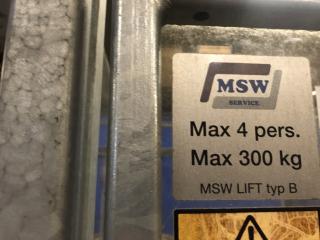 MSW
SERVICE
Max 4 pers.
Max 300 kg
MSW LIFT typ B